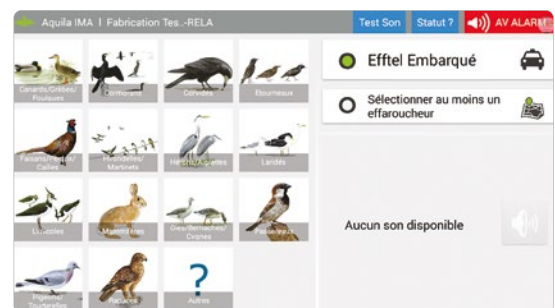 Aquila IMA | Fabrication Tes..-RELA
Test Son
Statut ?
AV ALARM
Canards/Grèbes/
Foulques
Cormorans
Corvidés
Etourneaux
Efftel Embarqué
Sélectionner au moins un
effaroucheur
Faisans/Perdrix/
Cailles
Hirondelles/
Martinets
Hérons/Aigrettes
Laridés
Limicoles
Mammifères
Oies/Bernaches/
Cygnes
Passereaux
Aucun son disponible
Pigeons/
Tourterelles
Rapaces
?
Autres